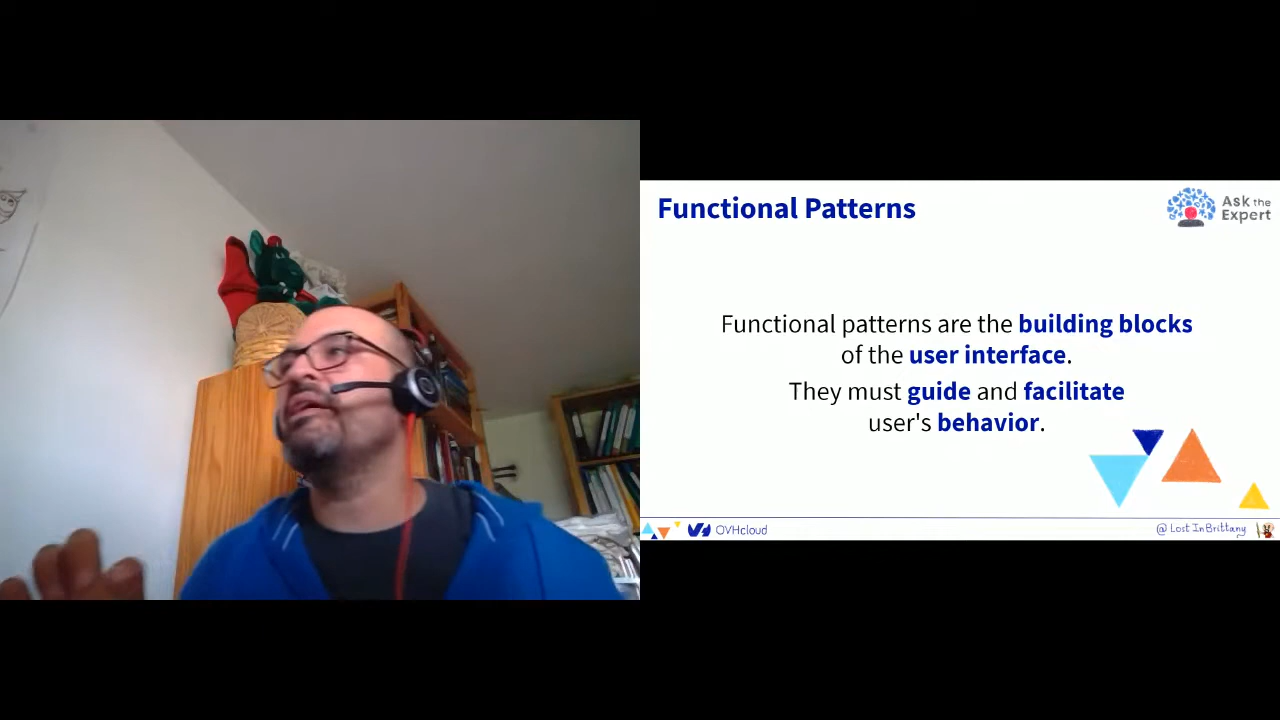 Functional Patterns
Ask the
Expert
Functional patterns are the building blocks
of the user interface.
They must guide and facilitate
user's behavior.
OVHcloud
@LostInBrittany